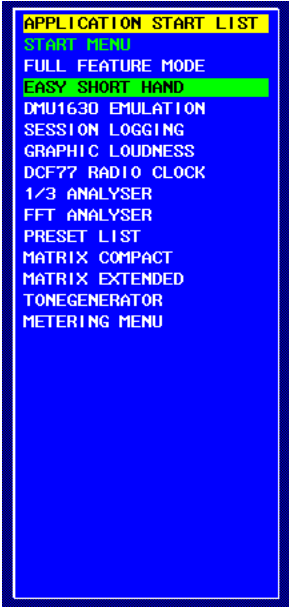 APPLICATION START LIST
START MENU
FULL FEATURE MODE
EASY SHORT HAND
DMU1630 EMULATION
SESSION LOGGING
GRAPHIC LOUDNESS
DCF77 RADIO CLOCK
1/3 ANALYSER
FFT ANALYSER
PRESET LIST
MATRIX COMPACT
MATRIX EXTENDED
TONEGENERATOR
METERING MENU